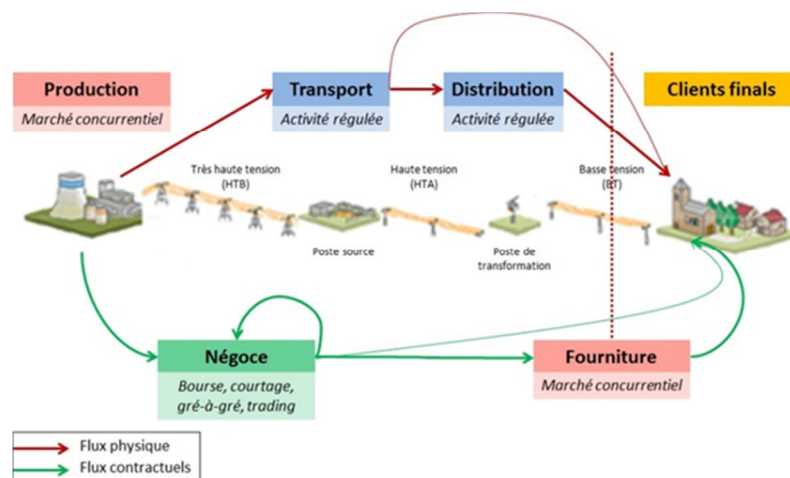 Production
Marché concurrentiel
Transport
Activité régulée
Distribution
Activité régulée
Clients finals
Très haute tension
(HTB)
Haute tension
(HTA)
Basse tension
(BT)
Poste source
Poste de
transformation
Négoce
Bourse, courtage,
gré-à-gré, trading
Fourniture
Marché concurrentiel
Flux physique
Flux contractuels